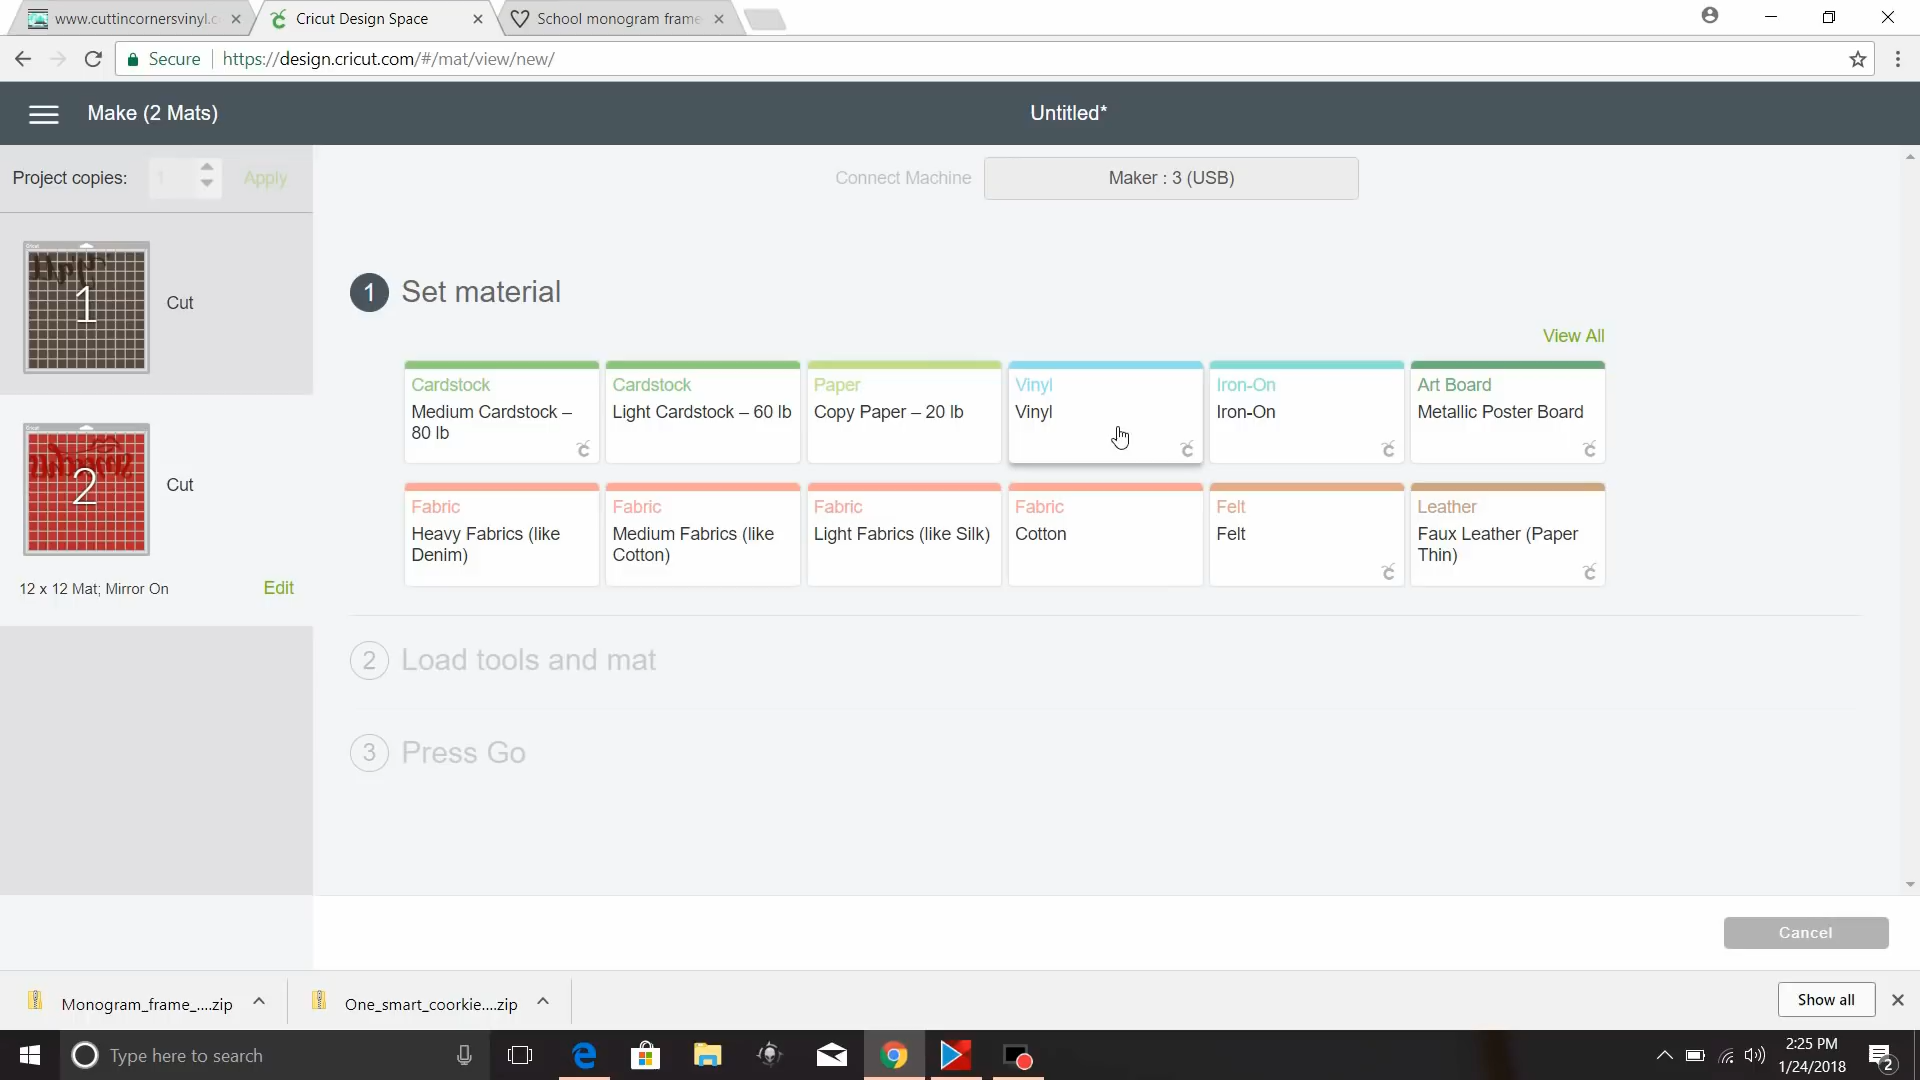 www.cuttincornersvinyl.c
Cricut Design Space
School monogram frame
Secure
https://design.cricut.com/#/mat/view/new/
Make (2 Mats)
Untitled*
Project copies:
1
Apply
Connect Machine
Maker : 3 (USB)
1
Cut
1 Set material
View All
Cardstock
Medium Cardstock –
80 lb
Cardstock
Light Cardstock – 60 lb
Paper
Copy Paper – 20 lb
Vinyl
Vinyl
Iron-On
Iron-On
Art Board
Metallic Poster Board
2
Cut
Fabric
Heavy Fabrics (like
Denim)
Fabric
Medium Fabrics (like
Cotton)
Fabric
Light Fabrics (like Silk)
Fabric
Cotton
Felt
Felt
Leather
Faux Leather (Paper
Thin)
12 x 12 Mat; Mirror On
Edit
2 Load tools and mat
3 Press Go
Cancel
Monogram_frame_....zip
One_smart_coorkie....zip
Show all
Type here to search
2:25 PM
1/24/2018
2